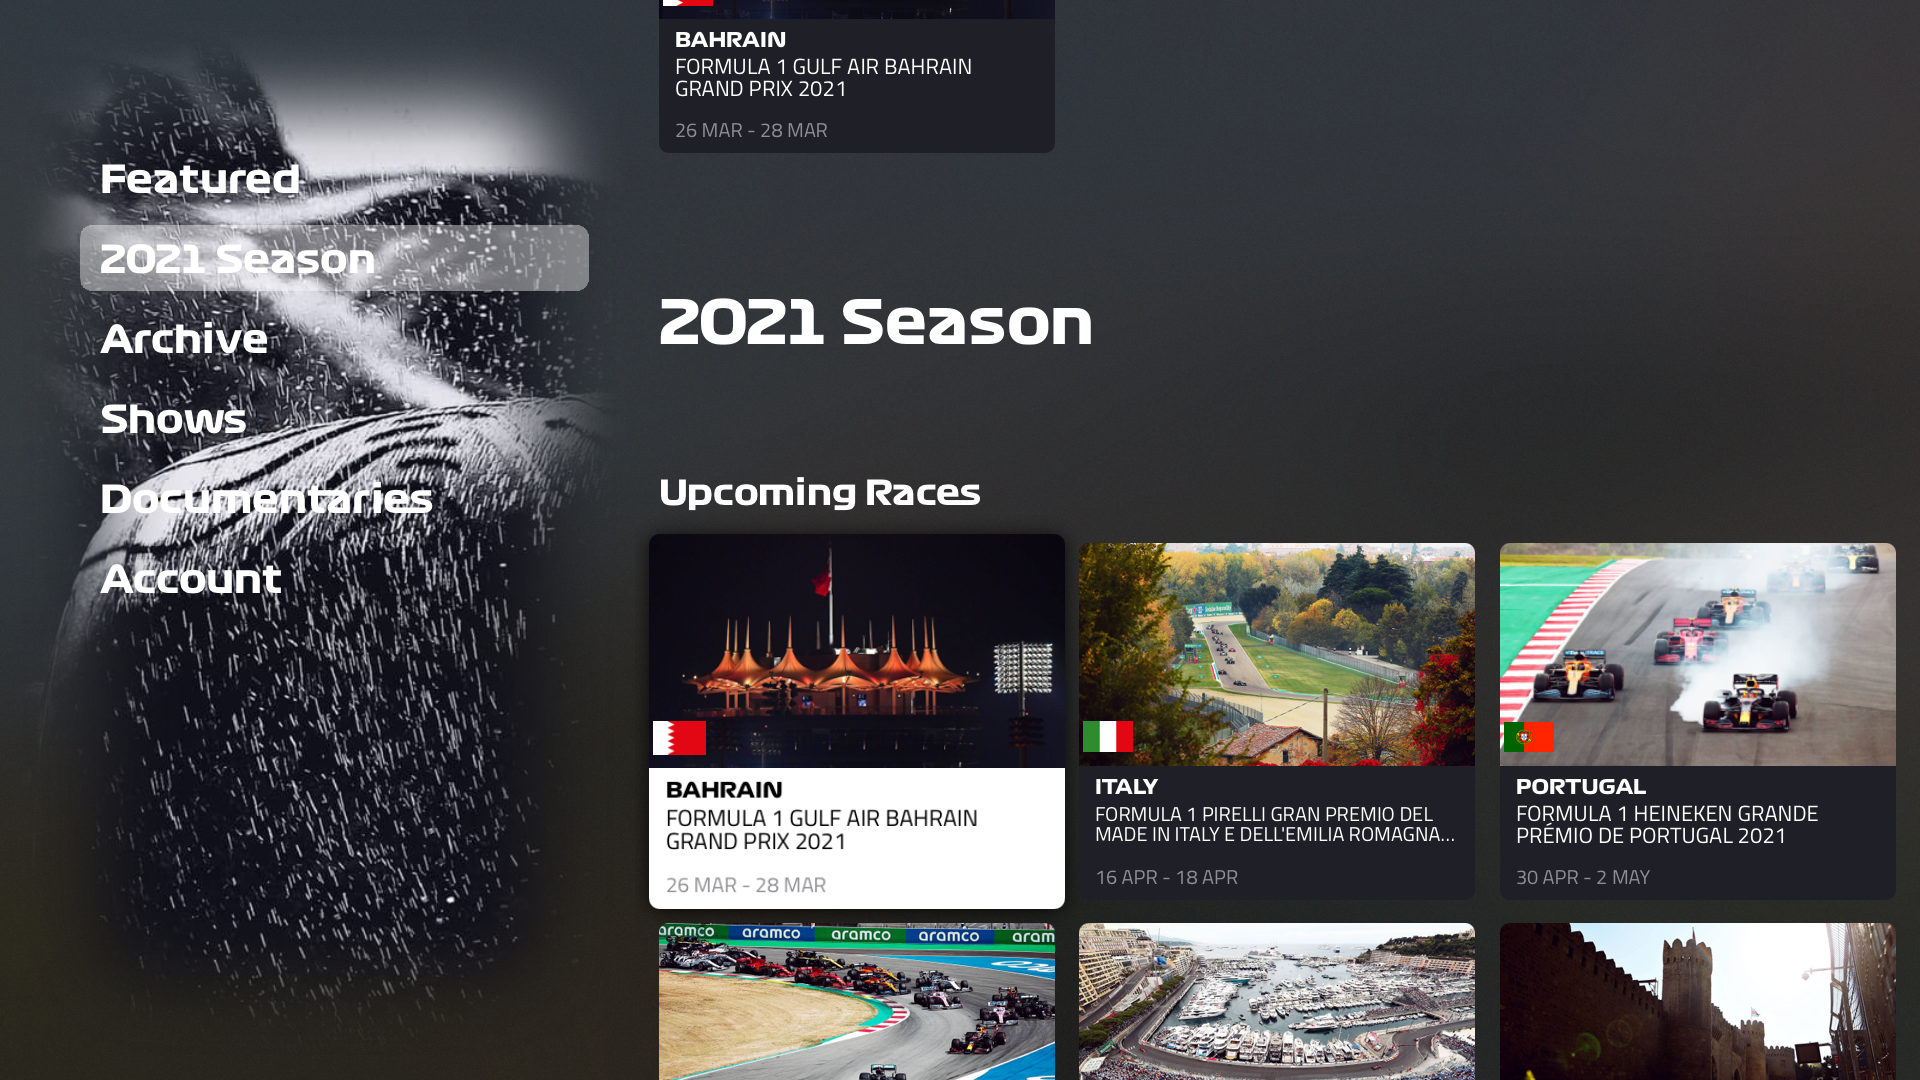 BAHRAIN
FORMULA 1 GULF AIR BAHRAIN
GRAND PRIX 2021
26 MAR - 28 MAR
Featured
2021 Season
Archive
Shows
Documentaries
Account
2021 Season
Upcoming Races
BAHRAIN
FORMULA 1 GULF AIR BAHRAIN
GRAND PRIX 2021
26 MAR - 28 MAR
ITALY
FORMULA 1 PIRELLI GRAN PREMIO DEL
MADE IN ITALY E DELL'EMILIA ROMAGNA...
16 APR - 18 APR
PORTUGAL
FORMULA 1 HEINEKEN GRANDE
PRÉMIO DE PORTUGAL 2021
30 APR - 2 MAY
aramco aramco aramco aramco aram